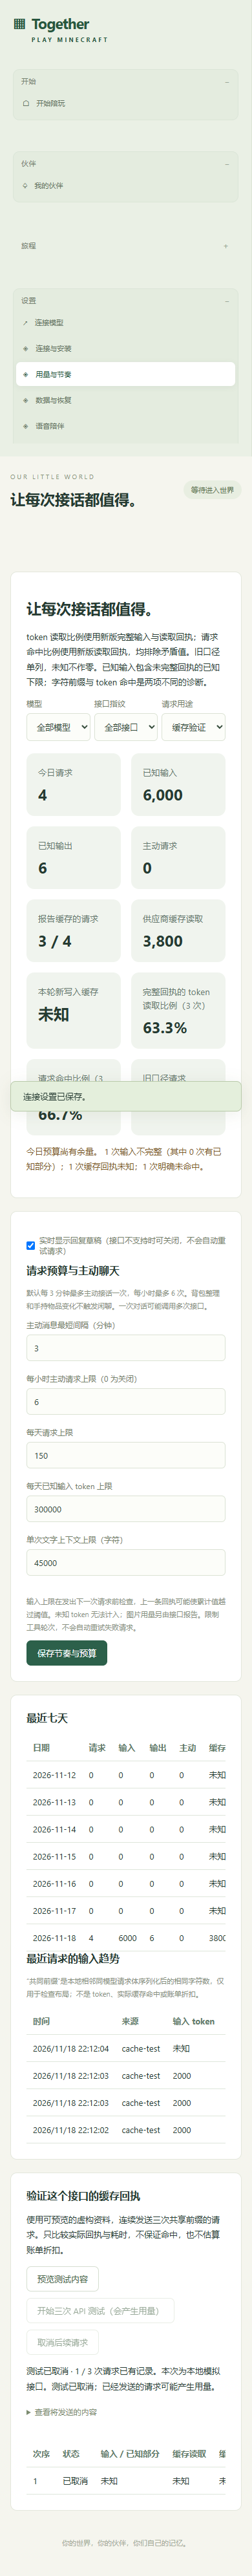 Together
PLAY MINECRAFT
开始
开始陪玩
伙伴
我的伙伴
旅程
设置
连接模型
连接与安装
用量与节奏
数据与恢复
语音陪伴
OUR LITTLE WORLD
让每次接话都值得。
等待进入世界
让每次接话都值得。
token 读取比例使用新版完整输入与读取回执；请求
命中比例使用新版读取回执，均排除矛盾值。旧口径
单列，未知不作零。已知输入包含未完整回执的已知
下限；字符前缀与 token 命中是两项不同的诊断。
模型 接口指纹 请求用途
全部模型 全部接口 缓存验证
今日请求 已知输入
4 6,000
已知输出 主动请求
6 0
报告缓存的请求 供应商缓存读取
3 / 4 3,800
本轮新写入缓存 完整回执的 token
读取比例（3 次）
未知 63.3%
请求命中比例（3 旧口径请求
连接设置已保存。
66.7%
今日预算尚有余量。 1 次输入不完整（其中 0 次有已
知部分）；1 次缓存回执未知；1 次明确未命中。
实时显示回复草稿（接口不支持时可关闭，不会自动重
试请求）
请求预算与主动聊天
默认每 3 分钟最多主动接话一次，每小时最多 6 次。背包整理
和手持物品变化不触发闲聊。一次对话可能调用多次接口。
主动消息最短间隔（分钟）
3
每小时主动请求上限（0 为关闭）
6
每天请求上限
150
每天已知输入 token 上限
300000
单次文字上下文上限（字符）
45000
输入上限在发出下一次请求前检查，上一条回执可能使累计值越
过阈值。未知 token 无法计入；图片用量另由接口报告。限制
工具轮次，不会自动重试失败请求。
保存节奏与预算
最近七天
日期 请求 输入 输出 主动 缓存
2026-11-12 0 0 0 0 未知
2026-11-13 0 0 0 0 未知
2026-11-14 0 0 0 0 未知
2026-11-15 0 0 0 0 未知
2026-11-16 0 0 0 0 未知
2026-11-17 0 0 0 0 未知
2026-11-18 4 6000 6 0 3800
最近请求的输入趋势
“共同前缀”是本地相邻同模型请求体序列化后的相同字符数，仅
用于检查布局；不是 token、实际缓存命中或账单折扣。
时间 来源 输入 token
2026/11/18 22:12:04 cache-test 未知
2026/11/18 22:12:03 cache-test 2000
2026/11/18 22:12:03 cache-test 2000
2026/11/18 22:12:02 cache-test 2000
验证这个接口的缓存回执
使用可预览的虚构资料，连续发送三次共享前缀的请
求。只比较实际回执与耗时，不保证命中，也不估算
账单折扣。
预览测试内容
开始三次 API 测试（会产生用量）
取消后续请求
测试已取消 · 1 / 3 次请求已有记录。本次为本地模拟
接口。测试已取消；已经发送的请求可能产生用量。
查看将发送的内容
次序 状态 输入 / 已知部分 缓存读取
1 已取消 未知 未知
你的世界，你的伙伴，你们自己的记忆。